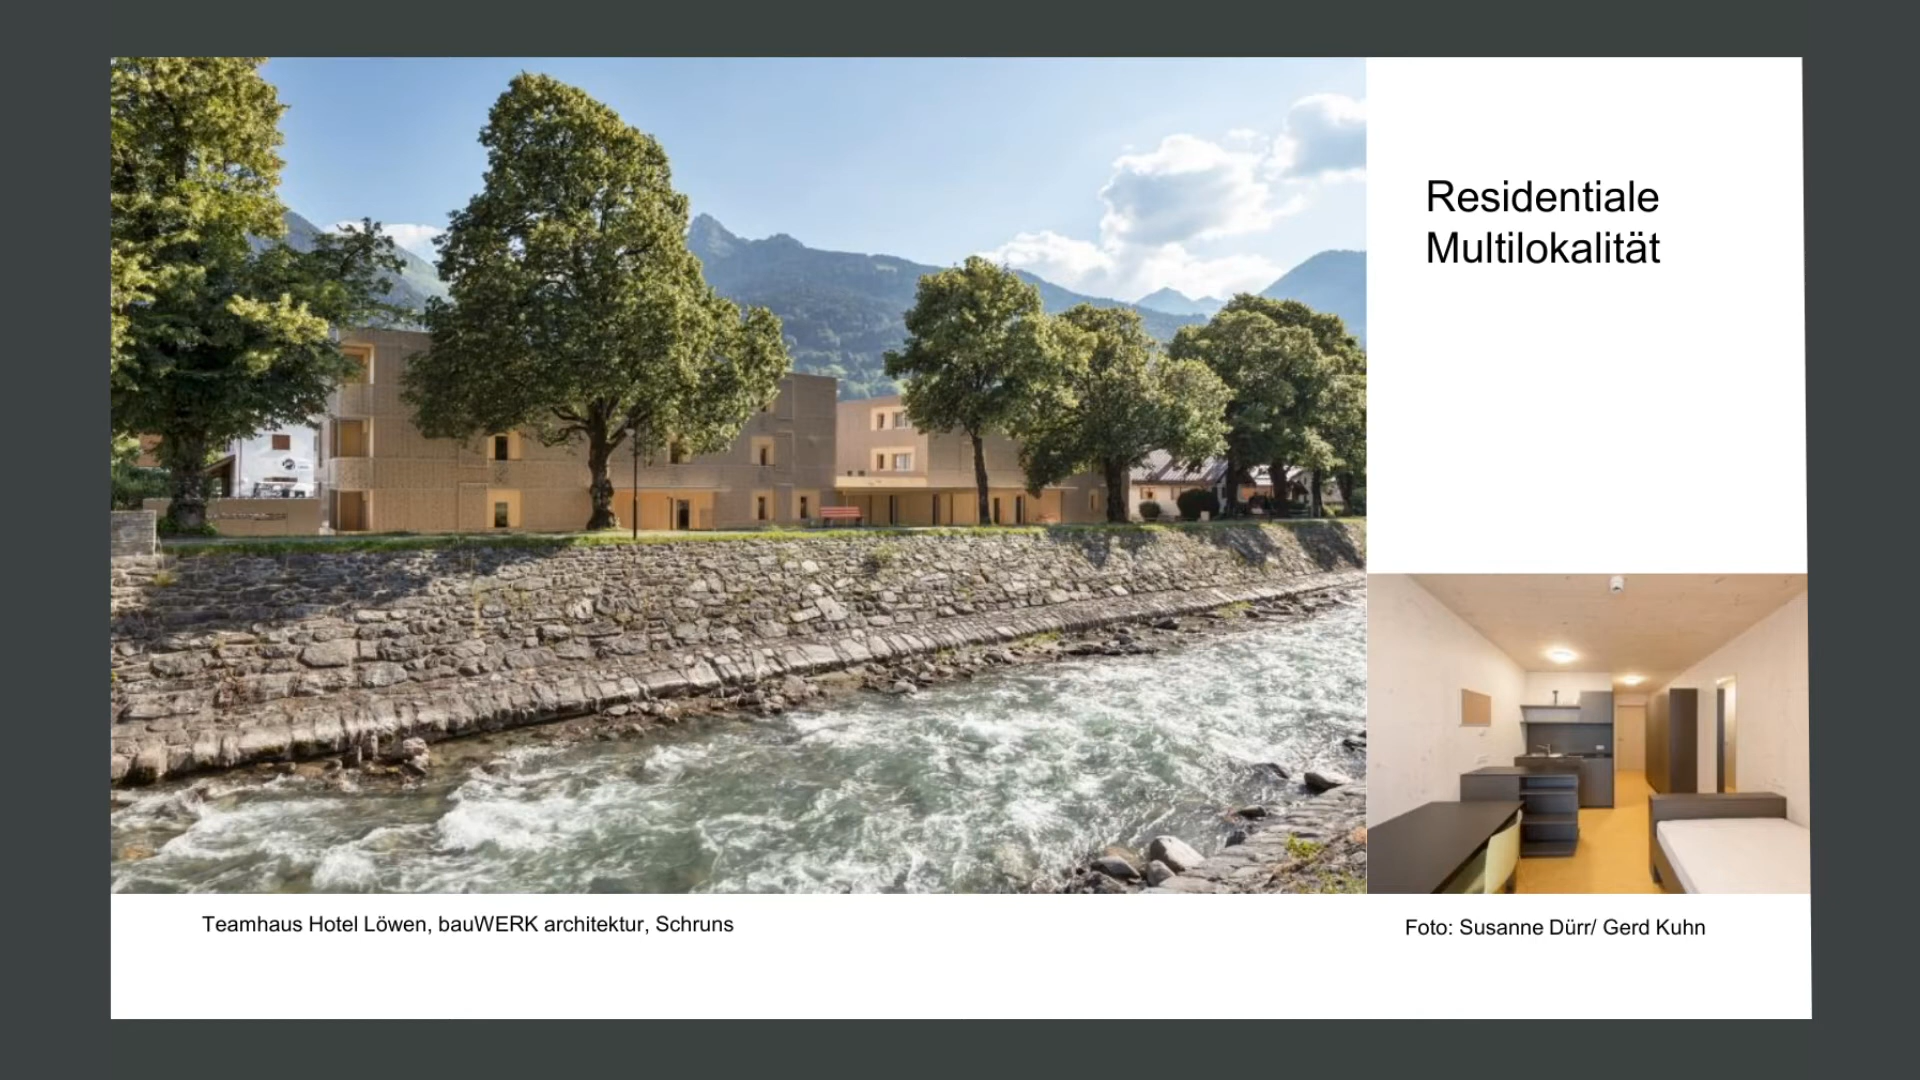 Residentiale
Multilokalität
Teamhaus Hotel Löwen, bauWERK architektur, Schruns
Foto: Susanne Dürr/ Gerd Kuhn